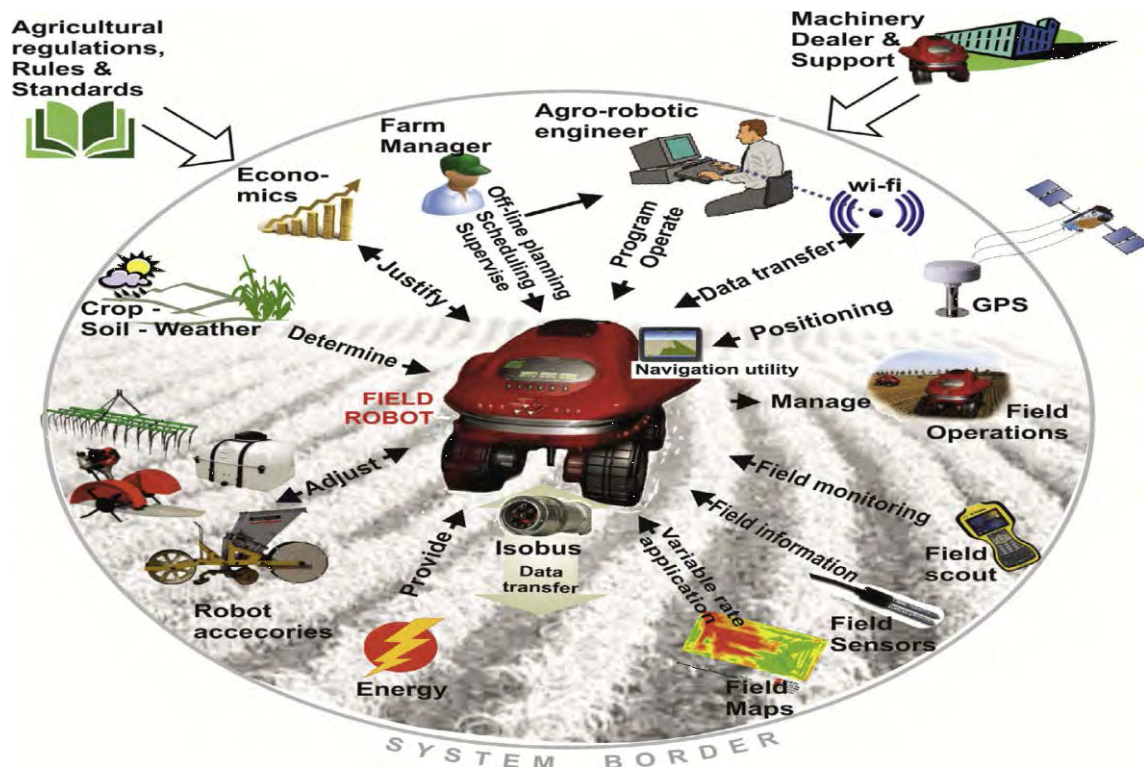 Agricultural
regulations,
Rules &
Standards
Machinery
Dealer &
Support
Farm
Manager
Agro-robotic
engineer
Econo-
mics
wi-fi
Off-line planning
Scheduling
Supervise
Program
Operate
Justify
Data transfer
GPS
Crop -
Soil - Weather
Determine
Positioning
Navigation utility
FIELD
ROBOT
Manage
Field
Operations
Adjust
Field monitoring
Field information
Field
scout
Provide
Isobus
Data
transfer
Variable rate
application
Robot
accecories
Field
Sensors
Energy
Field
Maps
SYSTEM BORDER